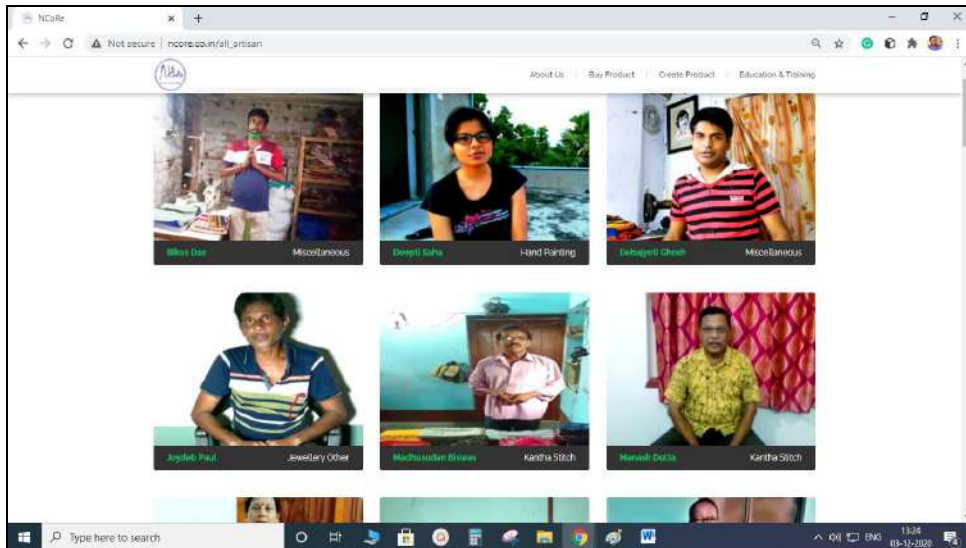 NCoRe
Not secure | ncore.co.in/all_artisan
About Us | Buy Product | Create Product | Education & Training
Bikas Das Miscellaneous
Deepti Saha Hand Painting
Debajyoti Ghosh Miscellaneous
Joydeb Paul Jewellery Other
Madhusudan Biswas Kantha Stitch
Manash Dutta Kantha Stitch
Type here to search
ENG
13:24
03-12-2020